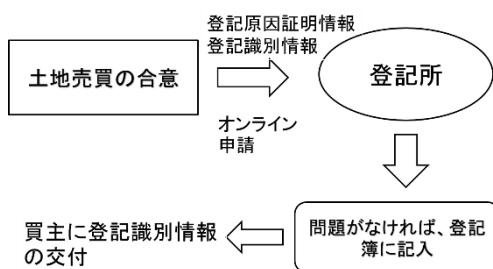 登記原因証明情報
登記識別情報
土地売買の合意
登記所
オンライン
申請
問題がなければ、登記
簿に記入
買主に登記識別情報
の交付